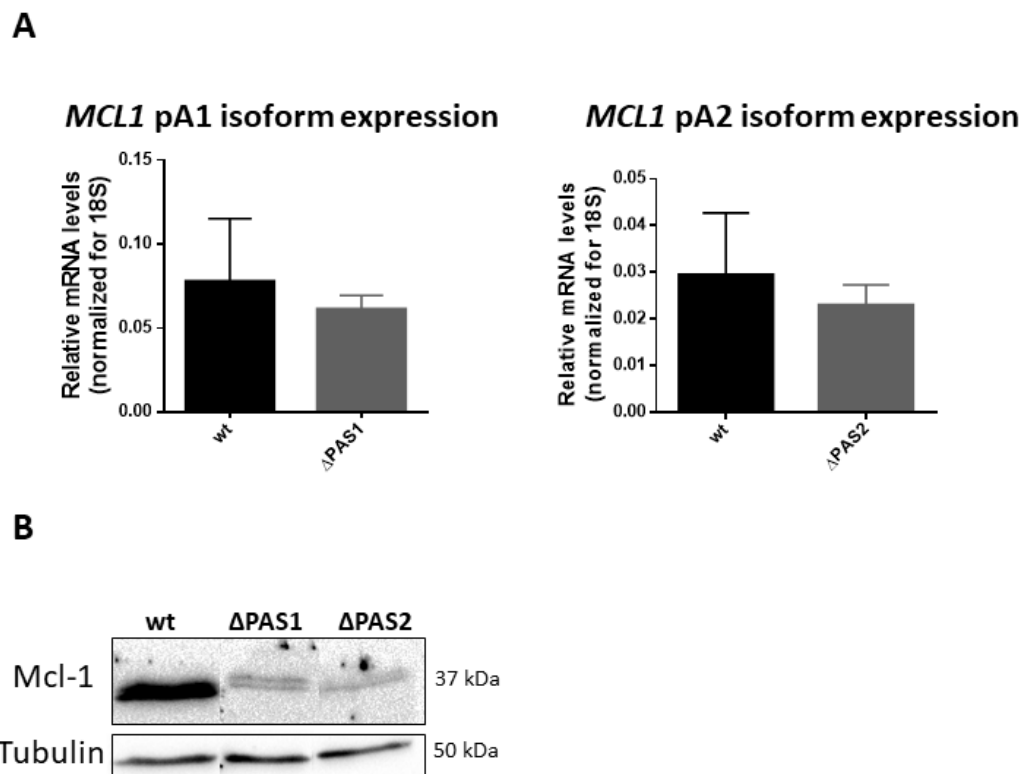 A
MCL1 pA1 isoform expression
Relative mRNA levels
(normalized for 18S)
0.15
0.10
0.05
0.00
wt
ΔPAS1
MCL1 pA2 isoform expression
Relative mRNA levels
(normalized for 18S)
0.05
0.04
0.03
0.02
0.01
0.00
wt
ΔPAS2
B
wt ΔPAS1 ΔPAS2
Mcl-1 37 kDa
Tubulin 50 kDa